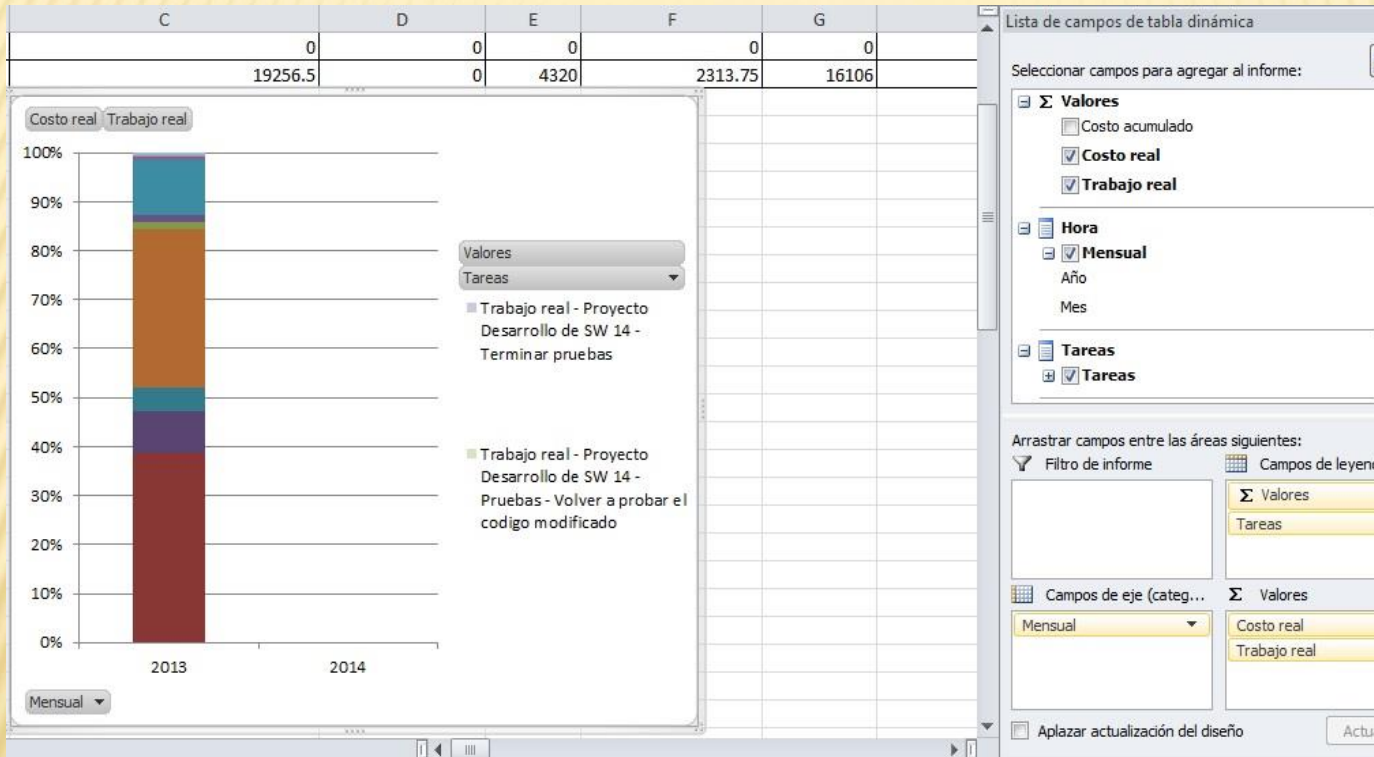 C D E F G
0 0 0 0 0
19256.5 0 4320 2313.75 16106
Costo real Trabajo real
100%
90%
80%
70%
60%
50%
40%
30%
20%
10%
0%
2013 2014
Mensual
Valores
Tareas
Trabajo real - Proyecto
Desarrollo de SW 14 -
Terminar pruebas
Trabajo real - Proyecto
Desarrollo de SW 14 -
Pruebas - Volver a probar el
codigo modificado
Lista de campos de tabla dinámica
Seleccionar campos para agregar al informe:
Σ Valores
Costo acumulado
Costo real
Trabajo real
Hora
Mensual
Año
Mes
Tareas
Tareas
Arrastrar campos entre las áreas siguientes:
Filtro de informe
Campos de leyen
Σ Valores
Tareas
Campos de eje (categ...
Mensual
Σ Valores
Costo real
Trabajo real
Aplazar actualización del diseño
Actu